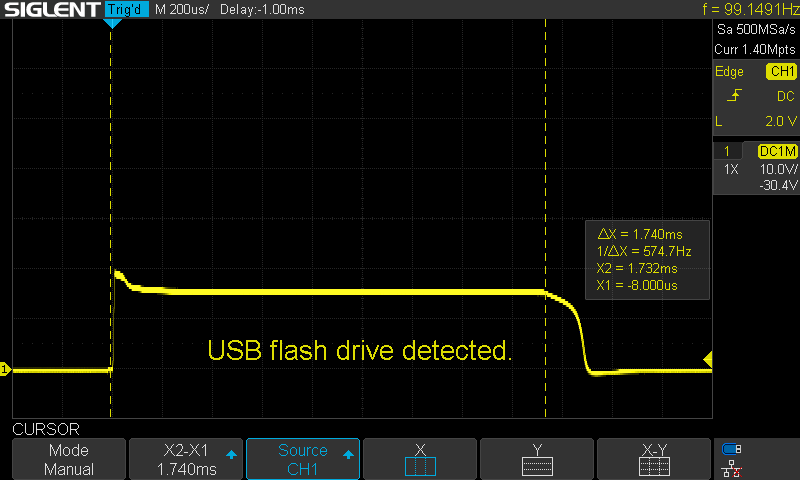 SIGLENT Trig'd M 200us/ Delay:-1.00ms f = 99.1491Hz
Sa 500MSa/s
Curr 1.40Mpts
Edge CH1
DC
L 2.0 V
1 DC1M
1X 10.0V/
-30.4V
ΔX = 1.740ms
1/ΔX = 574.7Hz
X2 = 1.732ms
X1 = -8.000us
USB flash drive detected.
1
CURSOR
Mode
Manual
X2-X1
1.740ms
Source
CH1
X
Y
X-Y